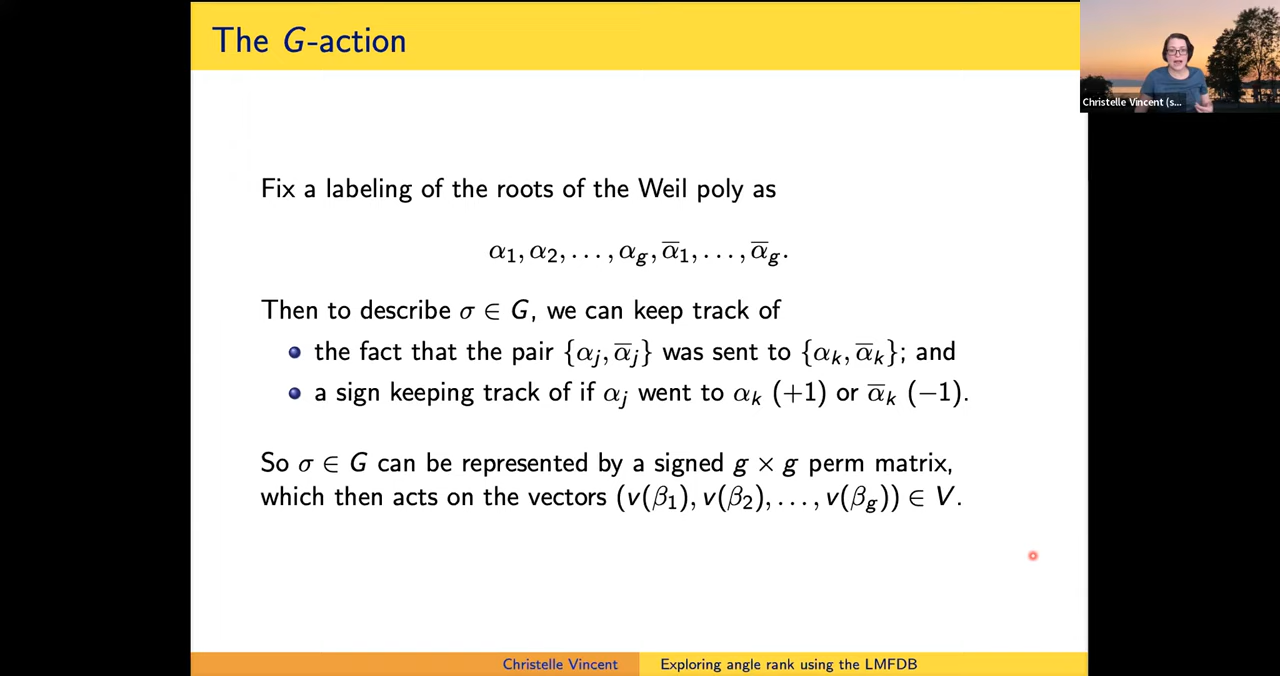 The G-action
Christelle Vincent (s...
Fix a labeling of the roots of the Weil poly as
α₁, α₂, . . . , α_g, ᾱ₁, . . . , ᾱ_g.
Then to describe σ ∈ G, we can keep track of
the fact that the pair {α_j, ᾱ_j} was sent to {α_k, ᾱ_k}; and
a sign keeping track of if α_j went to α_k (+1) or ᾱ_k (−1).
So σ ∈ G can be represented by a signed g × g perm matrix,
which then acts on the vectors (v(β₁), v(β₂), . . . , v(β_g)) ∈ V.
Christelle Vincent
Exploring angle rank using the LMFDB